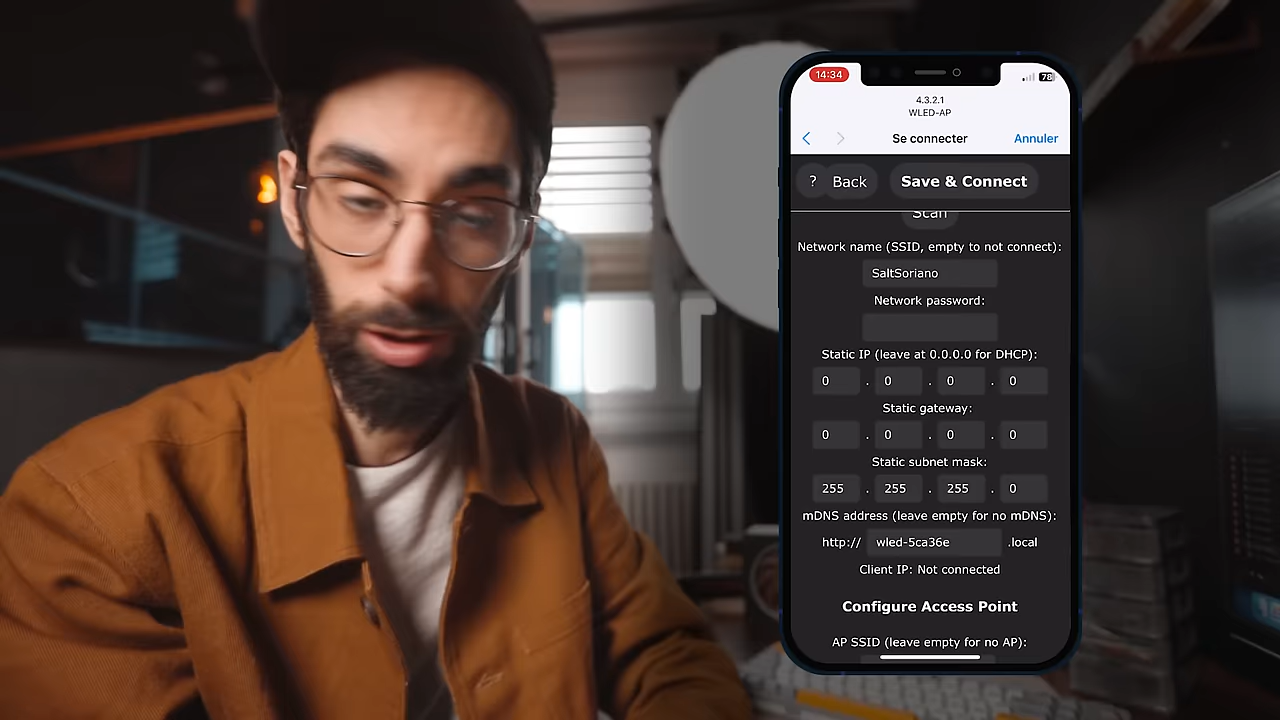 14:34
78
4.3.2.1
WLED-AP
Se connecter
Annuler
? Back
Save & Connect
Scan
Network name (SSID, empty to not connect):
SaltSoriano
Network password:
Static IP (leave at 0.0.0.0 for DHCP):
0 . 0 . 0 . 0
Static gateway:
0 . 0 . 0 . 0
Static subnet mask:
255 . 255 . 255 . 0
mDNS address (leave empty for no mDNS):
http:// wled-5ca36e .local
Client IP: Not connected
Configure Access Point
AP SSID (leave empty for no AP):